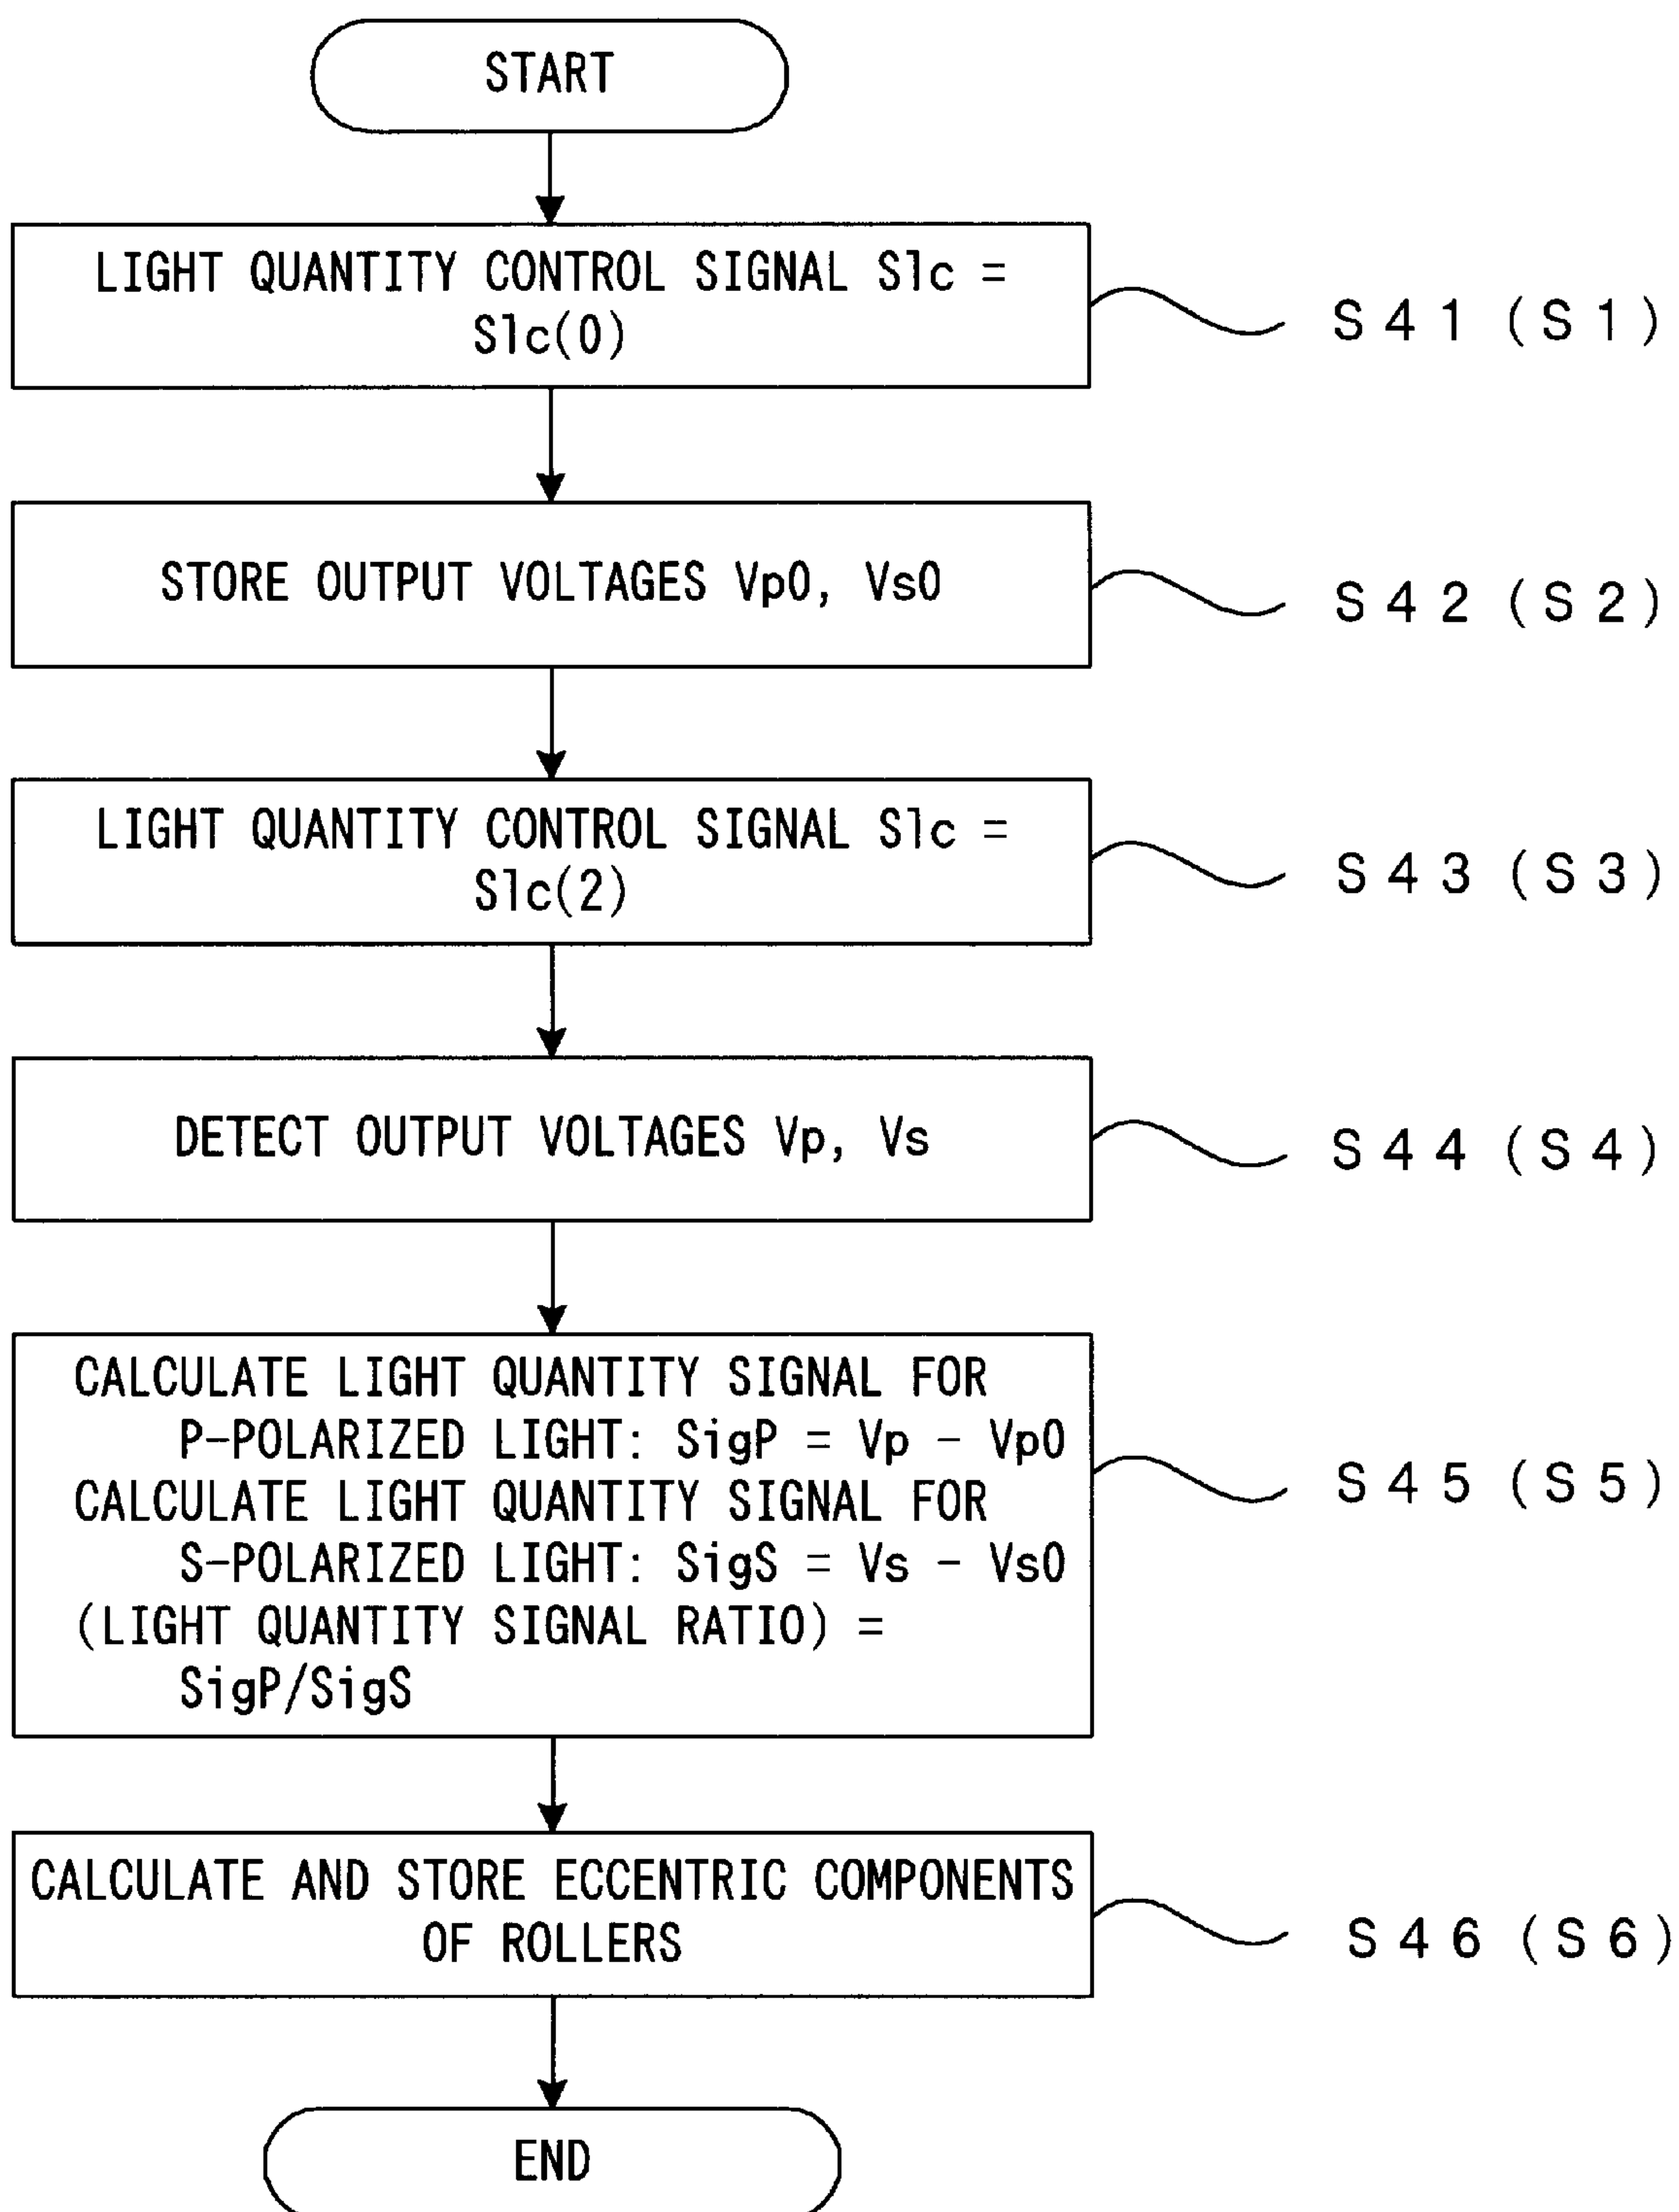 START
LIGHT QUANTITY CONTROL SIGNAL Slc =
Slc(0)
S41(S1)
STORE OUTPUT VOLTAGES Vp0, Vs0
S42(S2)
LIGHT QUANTITY CONTROL SIGNAL Slc =
Slc(2)
S43(S3)
DETECT OUTPUT VOLTAGES Vp, Vs
S44(S4)
CALCULATE LIGHT QUANTITY SIGNAL FOR
P-POLARIZED LIGHT: SigP = Vp - Vp0
CALCULATE LIGHT QUANTITY SIGNAL FOR
S-POLARIZED LIGHT: SigS = Vs - Vs0
(LIGHT QUANTITY SIGNAL RATIO) =
SigP/SigS
S45(S5)
CALCULATE AND STORE ECCENTRIC COMPONENTS
OF ROLLERS
S46(S6)
END